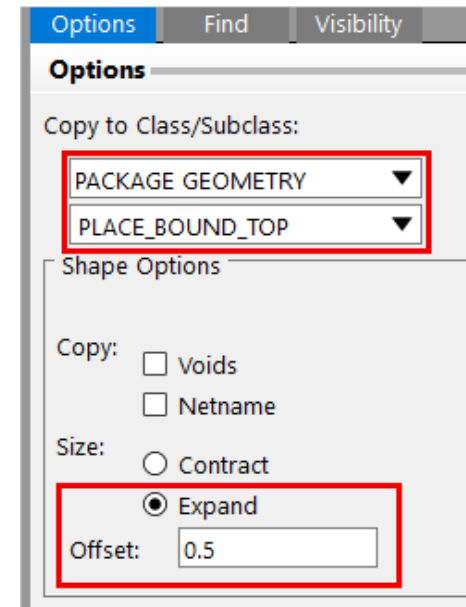 Options Find Visibility
Options
Copy to Class/Subclass:
PACKAGE GEOMETRY
PLACE_BOUND_TOP
Shape Options
Copy:
Voids
Netname
Size:
Contract
Expand
Offset: 0.5